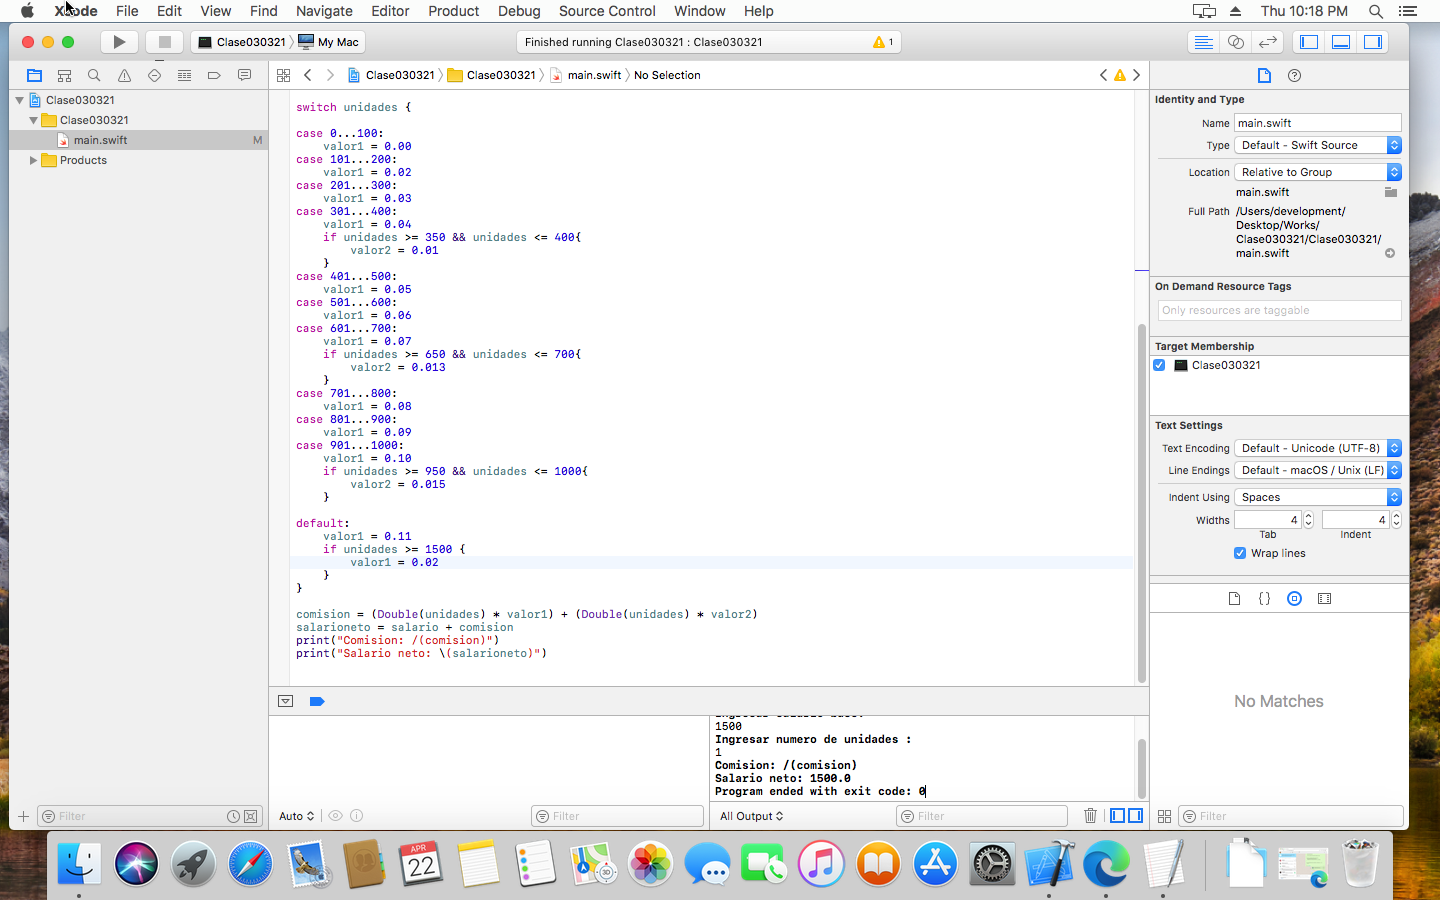 Xcode File Edit View Find Navigate Editor Product Debug Source Control Window Help Thu 10:18 PM
Clase030321 My Mac Finished running Clase030321 : Clase030321 1
Clase030321 Clase030321 main.swift No Selection
Clase030321
Clase030321
main.swift M
Products
switch unidades {
case 0...100:
valor1 = 0.00
case 101...200:
valor1 = 0.02
case 201...300:
valor1 = 0.03
case 301...400:
valor1 = 0.04
if unidades >= 350 && unidades <= 400{
valor2 = 0.01
}
case 401...500:
valor1 = 0.05
case 501...600:
valor1 = 0.06
case 601...700:
valor1 = 0.07
if unidades >= 650 && unidades <= 700{
valor2 = 0.013
}
case 701...800:
valor1 = 0.08
case 801...900:
valor1 = 0.09
case 901...1000:
valor1 = 0.10
if unidades >= 950 && unidades <= 1000{
valor2 = 0.015
}
default:
valor1 = 0.11
if unidades >= 1500 {
valor1 = 0.02
}
}
comision = (Double(unidades) * valor1) + (Double(unidades) * valor2)
salarioneto = salario + comision
print("Comision: /(comision)")
print("Salario neto: \(salarioneto)")
1500
Ingresar numero de unidades :
1
Comision: /(comision)
Salario neto: 1500.0
Program ended with exit code: 0
Filter
Auto
Filter
All Output
Filter
Identity and Type
Name main.swift
Type Default - Swift Source
Location Relative to Group
main.swift
Full Path /Users/development/
Desktop/Works/
Clase030321/Clase030321/
main.swift
On Demand Resource Tags
Only resources are taggable
Target Membership
Clase030321
Text Settings
Text Encoding Default - Unicode (UTF-8)
Line Endings Default - macOS / Unix (LF)
Indent Using Spaces
Widths 4 4
Tab Indent
Wrap lines
{}
No Matches
Filter
APR
22
3D